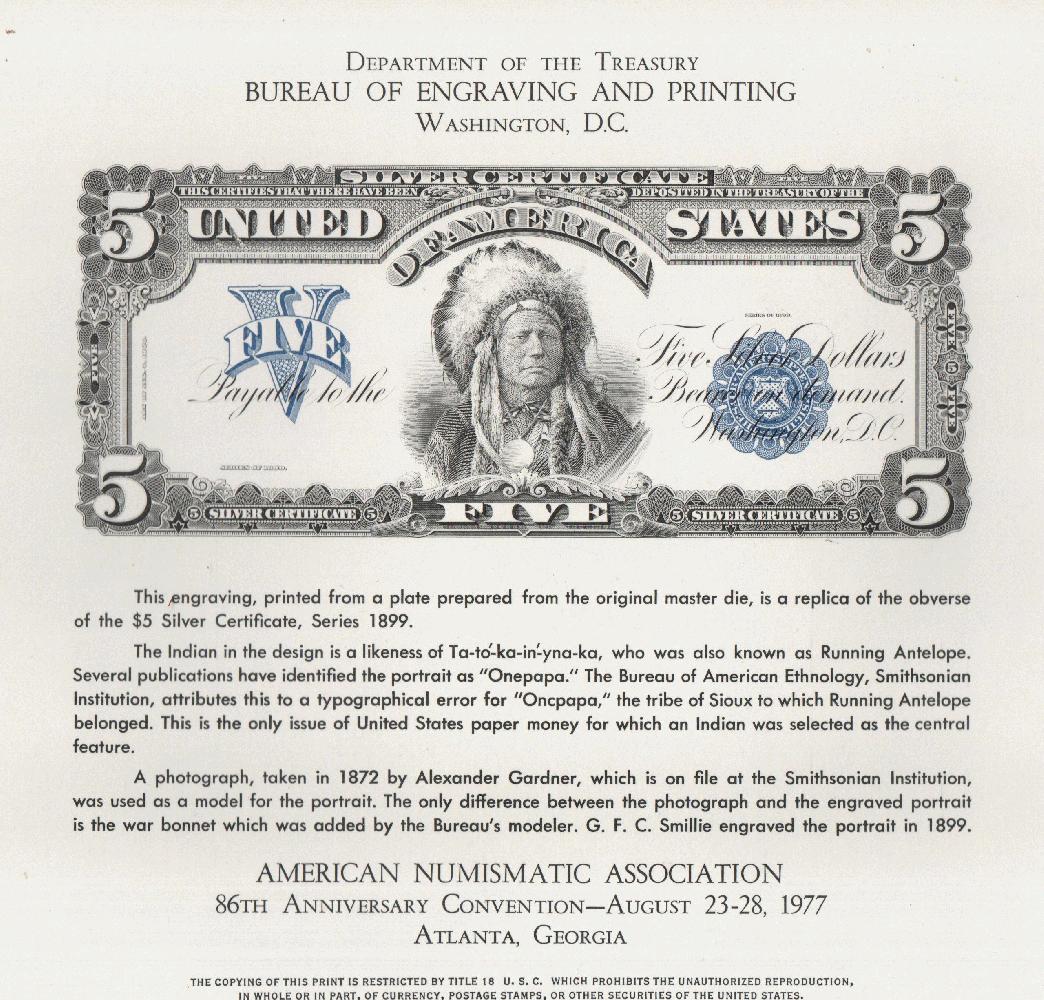 DEPARTMENT OF THE TREASURY
BUREAU OF ENGRAVING AND PRINTING
WASHINGTON, D.C.
SILVER CERTIFICATE
THIS CERTIFIES THAT THERE HAVE BEEN DEPOSITED IN THE TREASURY OF THE
5 UNITED STATES 5
OF AMERICA
SERIES OF 1899.
V
FIVE
Five Silver Dollars
Payable to the Bearer on demand.
Washington, D.C.
FIVE
SERIES OF 1899.
5 5
5 SILVER CERTIFICATE 5 FIVE 5 SILVER CERTIFICATE 5
This engraving, printed from a plate prepared from the original master die, is a replica of the obverse
of the $5 Silver Certificate, Series 1899.
The Indian in the design is a likeness of Ta-to´-ka-in´-yna-ka, who was also known as Running Antelope.
Several publications have identified the portrait as "Onepapa." The Bureau of American Ethnology, Smithsonian
Institution, attributes this to a typographical error for "Oncpapa," the tribe of Sioux to which Running Antelope
belonged. This is the only issue of United States paper money for which an Indian was selected as the central
feature.
A photograph, taken in 1872 by Alexander Gardner, which is on file at the Smithsonian Institution,
was used as a model for the portrait. The only difference between the photograph and the engraved portrait
is the war bonnet which was added by the Bureau's modeler. G. F. C. Smillie engraved the portrait in 1899.
AMERICAN NUMISMATIC ASSOCIATION
86TH ANNIVERSARY CONVENTION—AUGUST 23-28, 1977
ATLANTA, GEORGIA
THE COPYING OF THIS PRINT IS RESTRICTED BY TITLE 18 U. S. C. WHICH PROHIBITS THE UNAUTHORIZED REPRODUCTION,
IN WHOLE OR IN PART, OF CURRENCY, POSTAGE STAMPS, OR OTHER SECURITIES OF THE UNITED STATES.